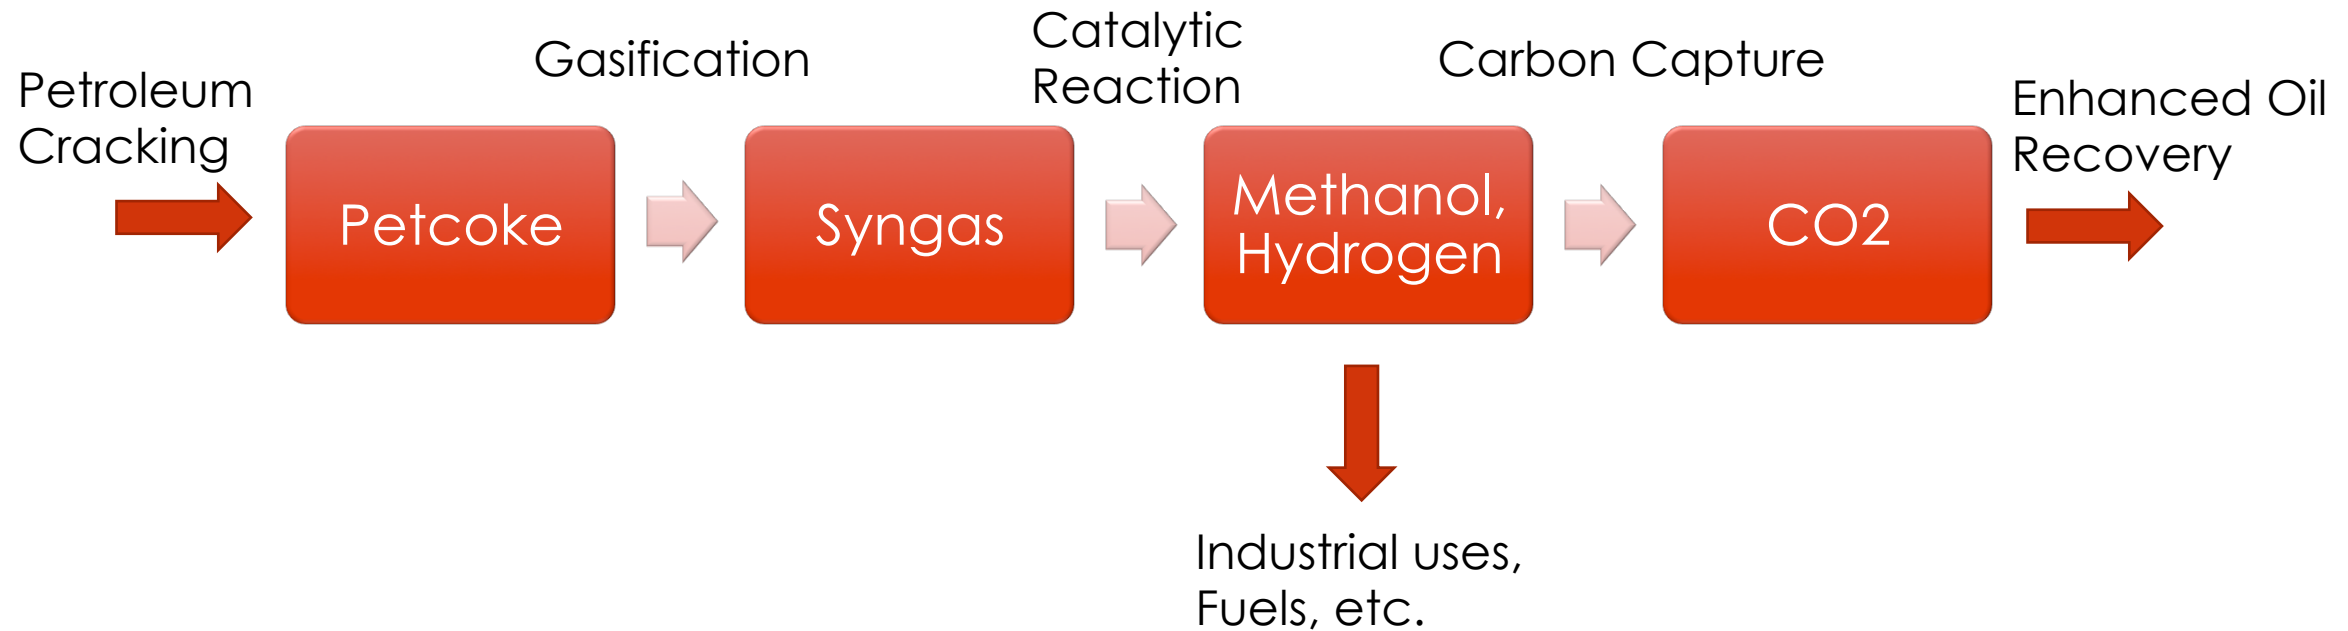 Petroleum
Cracking
Gasification
Catalytic
Reaction
Carbon Capture
Enhanced Oil
Recovery
Petcoke
Syngas
Methanol,
Hydrogen
CO2
Industrial uses,
Fuels, etc.